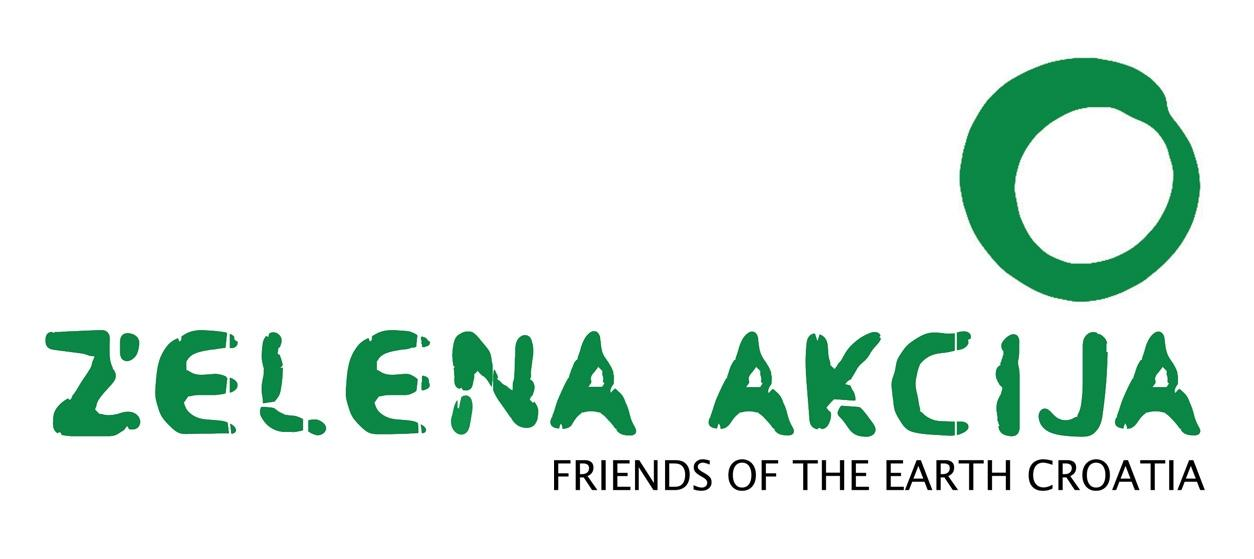 ZELENA AKCIJA
FRIENDS OF THE EARTH CROATIA